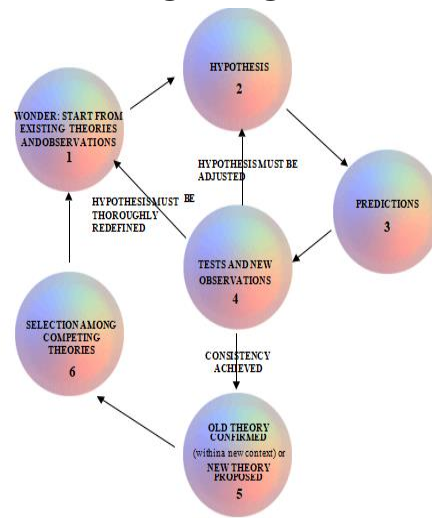 HYPOTHESIS
2
WONDER: START FROM
EXISTING THEORIES
ANDOBSERVATIONS
1
HYPOTHESIS MUST BE
ADJUSTED
HYPOTHESIS MUST BE
THOROUGHLY
REDEFINED
PREDICTIONS
3
TESTS AND NEW
OBSERVATIONS
4
SELECTION AMONG
COMPETING
THEORIES
6
CONSISTENCY
ACHIEVED
OLD THEORY
CONFIRMED
(within a new context) or
NEW THEORY
PROPOSED
5